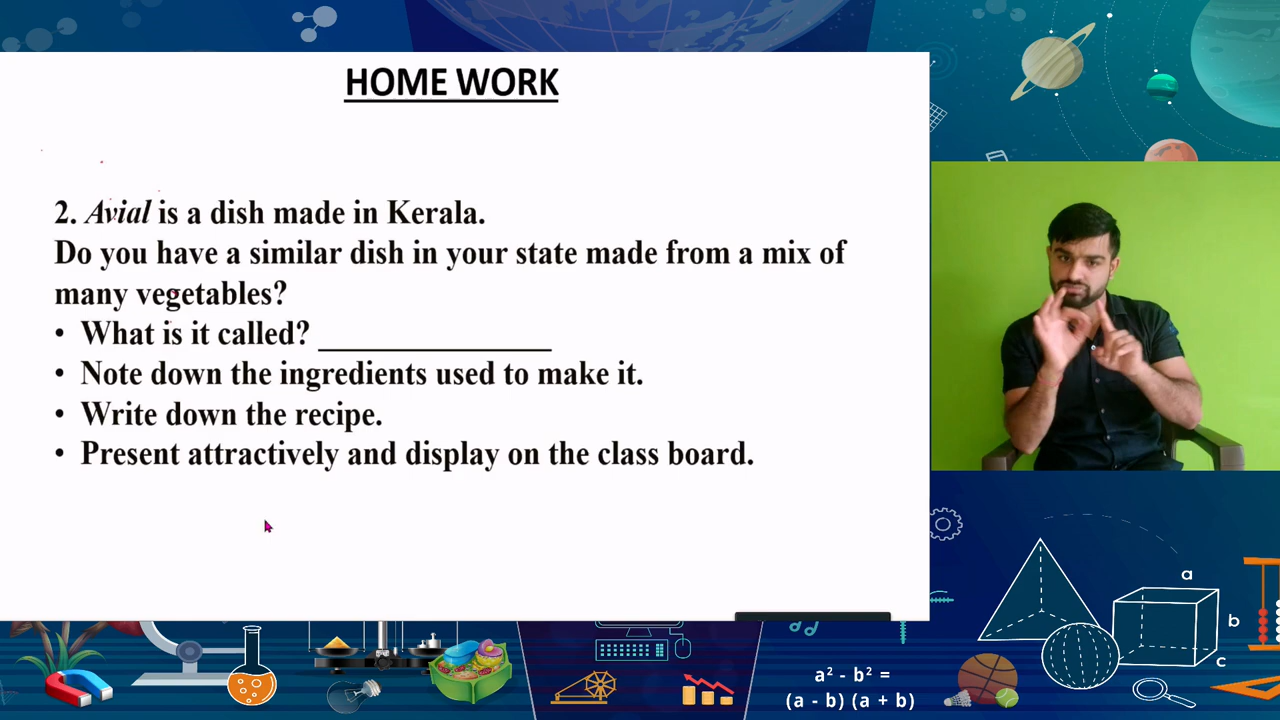 HOME WORK
2. Avial is a dish made in Kerala.
Do you have a similar dish in your state made from a mix of
many vegetables?
• What is it called? _______________
• Note down the ingredients used to make it.
• Write down the recipe.
• Present attractively and display on the class board.
a
b
c
a² - b² =
(a - b) (a + b)